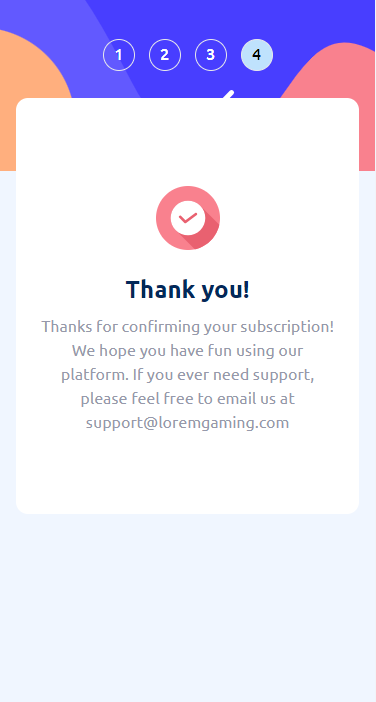 1 2 3 4
Thank you!
Thanks for confirming your subscription!
We hope you have fun using our
platform. If you ever need support,
please feel free to email us at
support@loremgaming.com